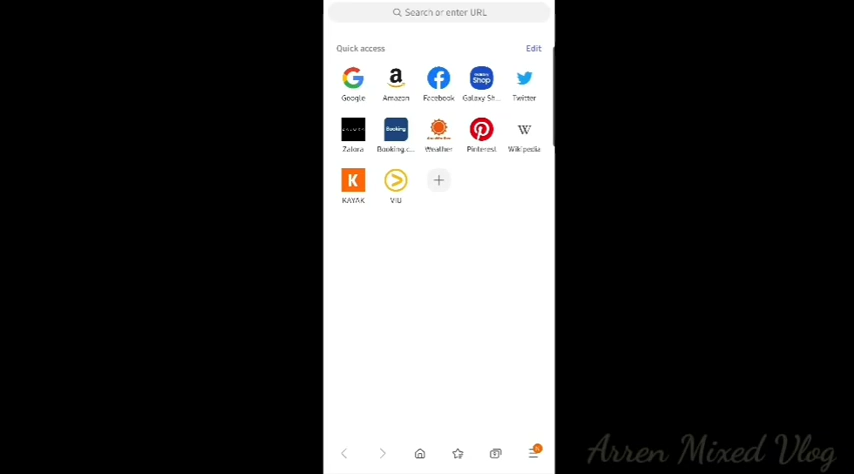 Search or enter URL
Quick access
Edit
Google
Amazon
Facebook
Galaxy Sh...
Twitter
Zalora
Booking.c...
Weather
Pinterest
Wikipedia
KAYAK
VIU
Arren Mixed Vlog